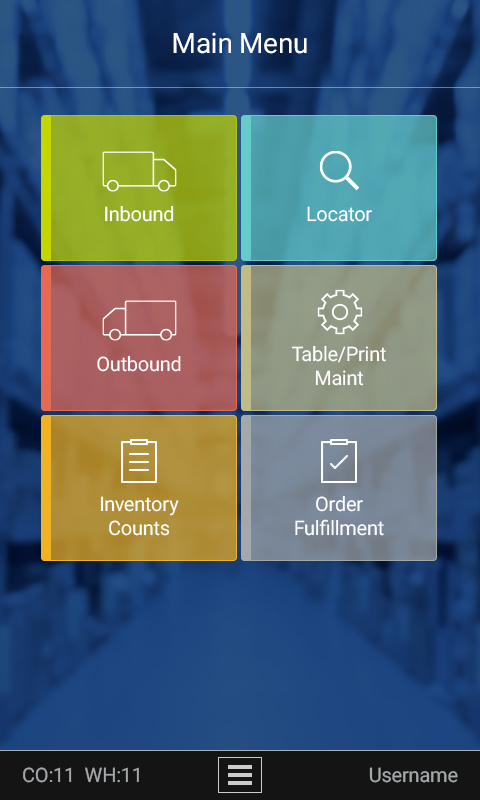 Main Menu
Inbound
Locator
Outbound
Table/Print
Maint
Inventory
Counts
Order
Fulfillment
CO:11 WH:11
Username